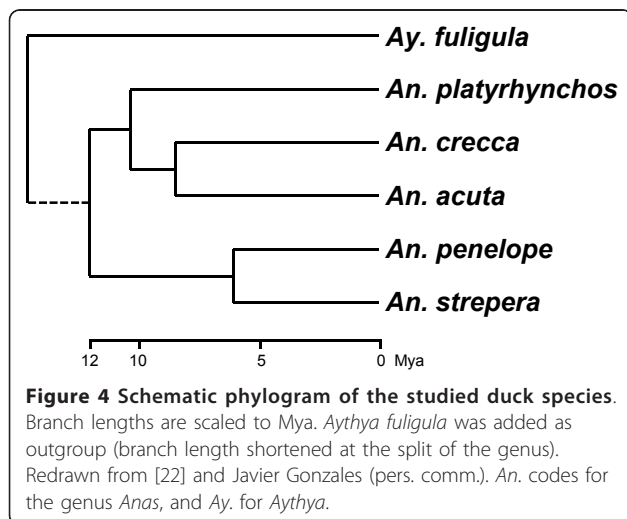 Ay. fuligula
An. platyrhynchos
An. crecca
An. acuta
An. penelope
An. strepera
12 10 5 0 Mya
Figure 4 Schematic phylogram of the studied duck species.
Branch lengths are scaled to Mya. Aythya fuligula was added as
outgroup (branch length shortened at the split of the genus).
Redrawn from [22] and Javier Gonzales (pers. comm.). An. codes for
the genus Anas, and Ay. for Aythya.